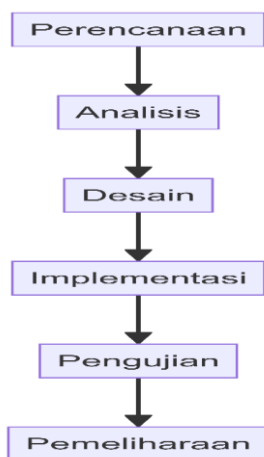 Perencanaan
Analisis
Desain
Implementasi
Pengujian
Pemeliharaan